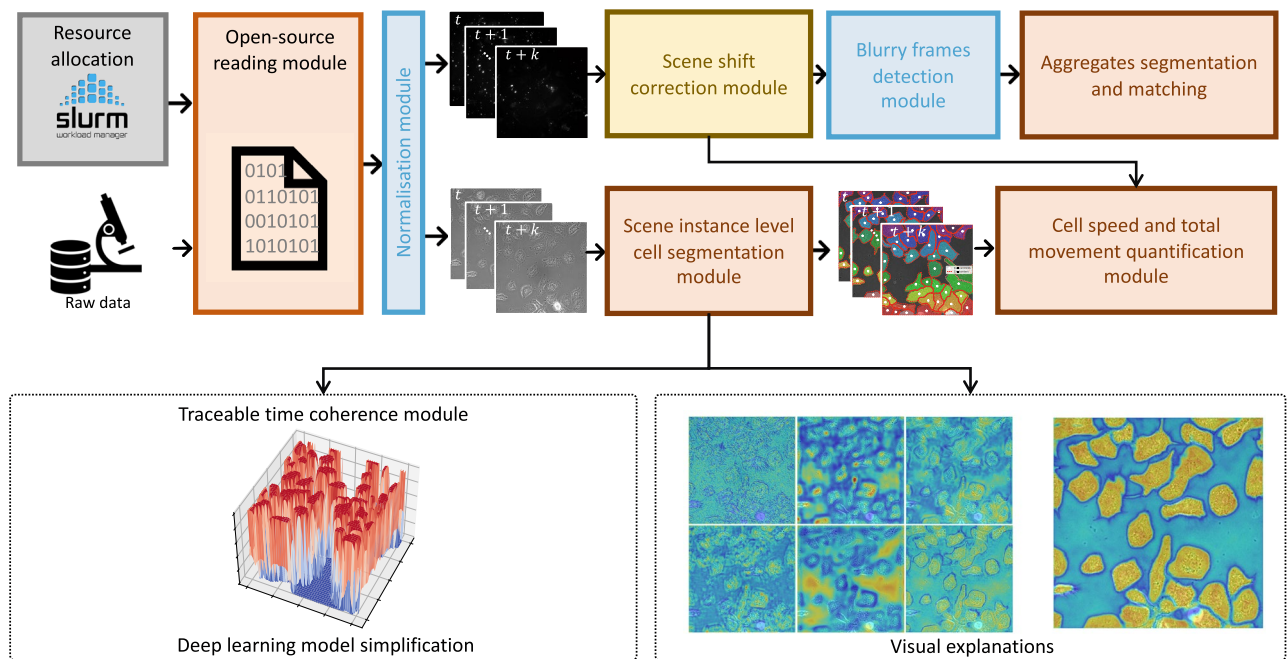 Resource
allocation
slurm
workload manager
Raw data
Open-source
reading module
0101
0110101
0010101
1010101
Normalisation module
t
t + 1
t + k
t
t + 1
t + k
Scene shift
correction module
Blurry frames
detection
module
Aggregates segmentation
and matching
Scene instance level
cell segmentation
module
t
t + 1
t + k
Cell speed and total
movement quantification
module
Traceable time coherence module
Deep learning model simplification
Visual explanations